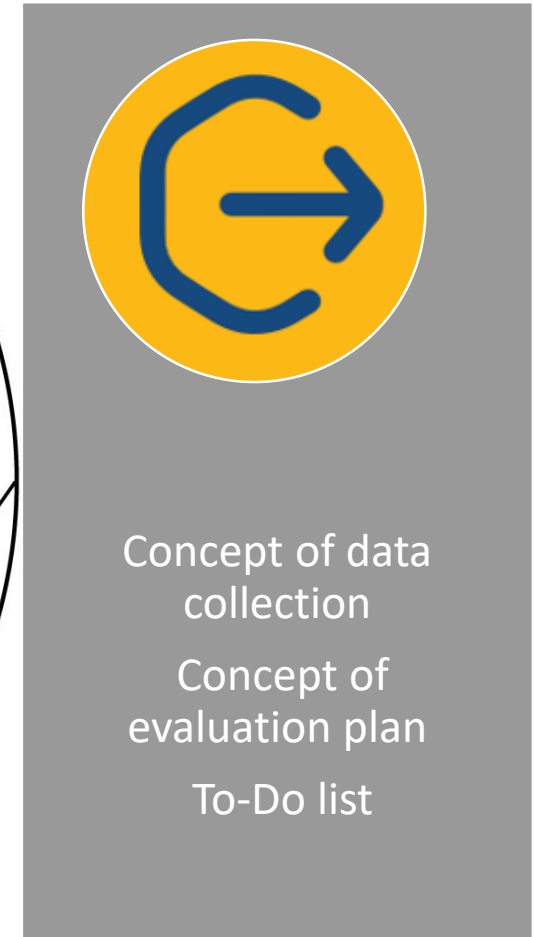 Concept of data
collection
Concept of
evaluation plan
To-Do list